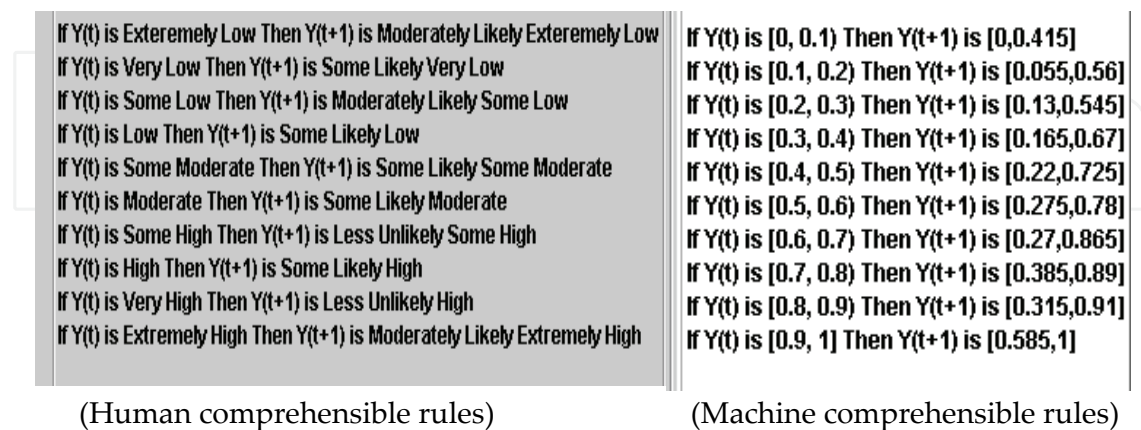 If Y(t) is Exteremely Low Then Y(t+1) is Moderately Likely Exteremely Low
If Y(t) is Very Low Then Y(t+1) is Some Likely Very Low
If Y(t) is Some Low Then Y(t+1) is Moderately Likely Some Low
If Y(t) is Low Then Y(t+1) is Some Likely Low
If Y(t) is Some Moderate Then Y(t+1) is Some Likely Some Moderate
If Y(t) is Moderate Then Y(t+1) is Some Likely Moderate
If Y(t) is Some High Then Y(t+1) is Less Unlikely Some High
If Y(t) is High Then Y(t+1) is Some Likely High
If Y(t) is Very High Then Y(t+1) is Less Unlikely High
If Y(t) is Extremely High Then Y(t+1) is Moderately Likely Extremely High
(Human comprehensible rules)
If Y(t) is [0, 0.1) Then Y(t+1) is [0,0.415]
If Y(t) is [0.1, 0.2) Then Y(t+1) is [0.055,0.56]
If Y(t) is [0.2, 0.3) Then Y(t+1) is [0.13,0.545]
If Y(t) is [0.3, 0.4) Then Y(t+1) is [0.165,0.67]
If Y(t) is [0.4, 0.5) Then Y(t+1) is [0.22,0.725]
If Y(t) is [0.5, 0.6) Then Y(t+1) is [0.275,0.78]
If Y(t) is [0.6, 0.7) Then Y(t+1) is [0.27,0.865]
If Y(t) is [0.7, 0.8) Then Y(t+1) is [0.385,0.89]
If Y(t) is [0.8, 0.9) Then Y(t+1) is [0.315,0.91]
If Y(t) is [0.9, 1] Then Y(t+1) is [0.585,1]
(Machine comprehensible rules)